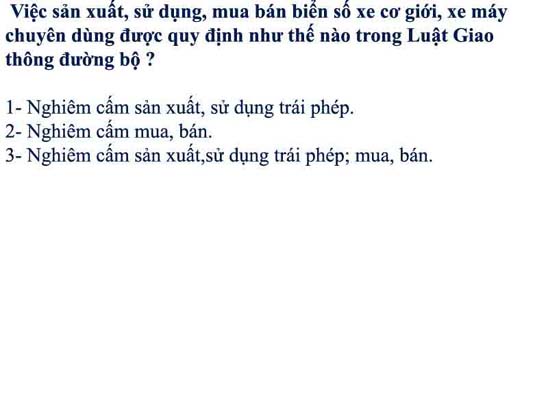 Việc sản xuất, sử dụng, mua bán biển số xe cơ giới, xe máy
chuyên dùng được quy định như thế nào trong Luật Giao
thông đường bộ ?
1- Nghiêm cấm sản xuất, sử dụng trái phép.
2- Nghiêm cấm mua, bán.
3- Nghiêm cấm sản xuất,sử dụng trái phép; mua, bán.